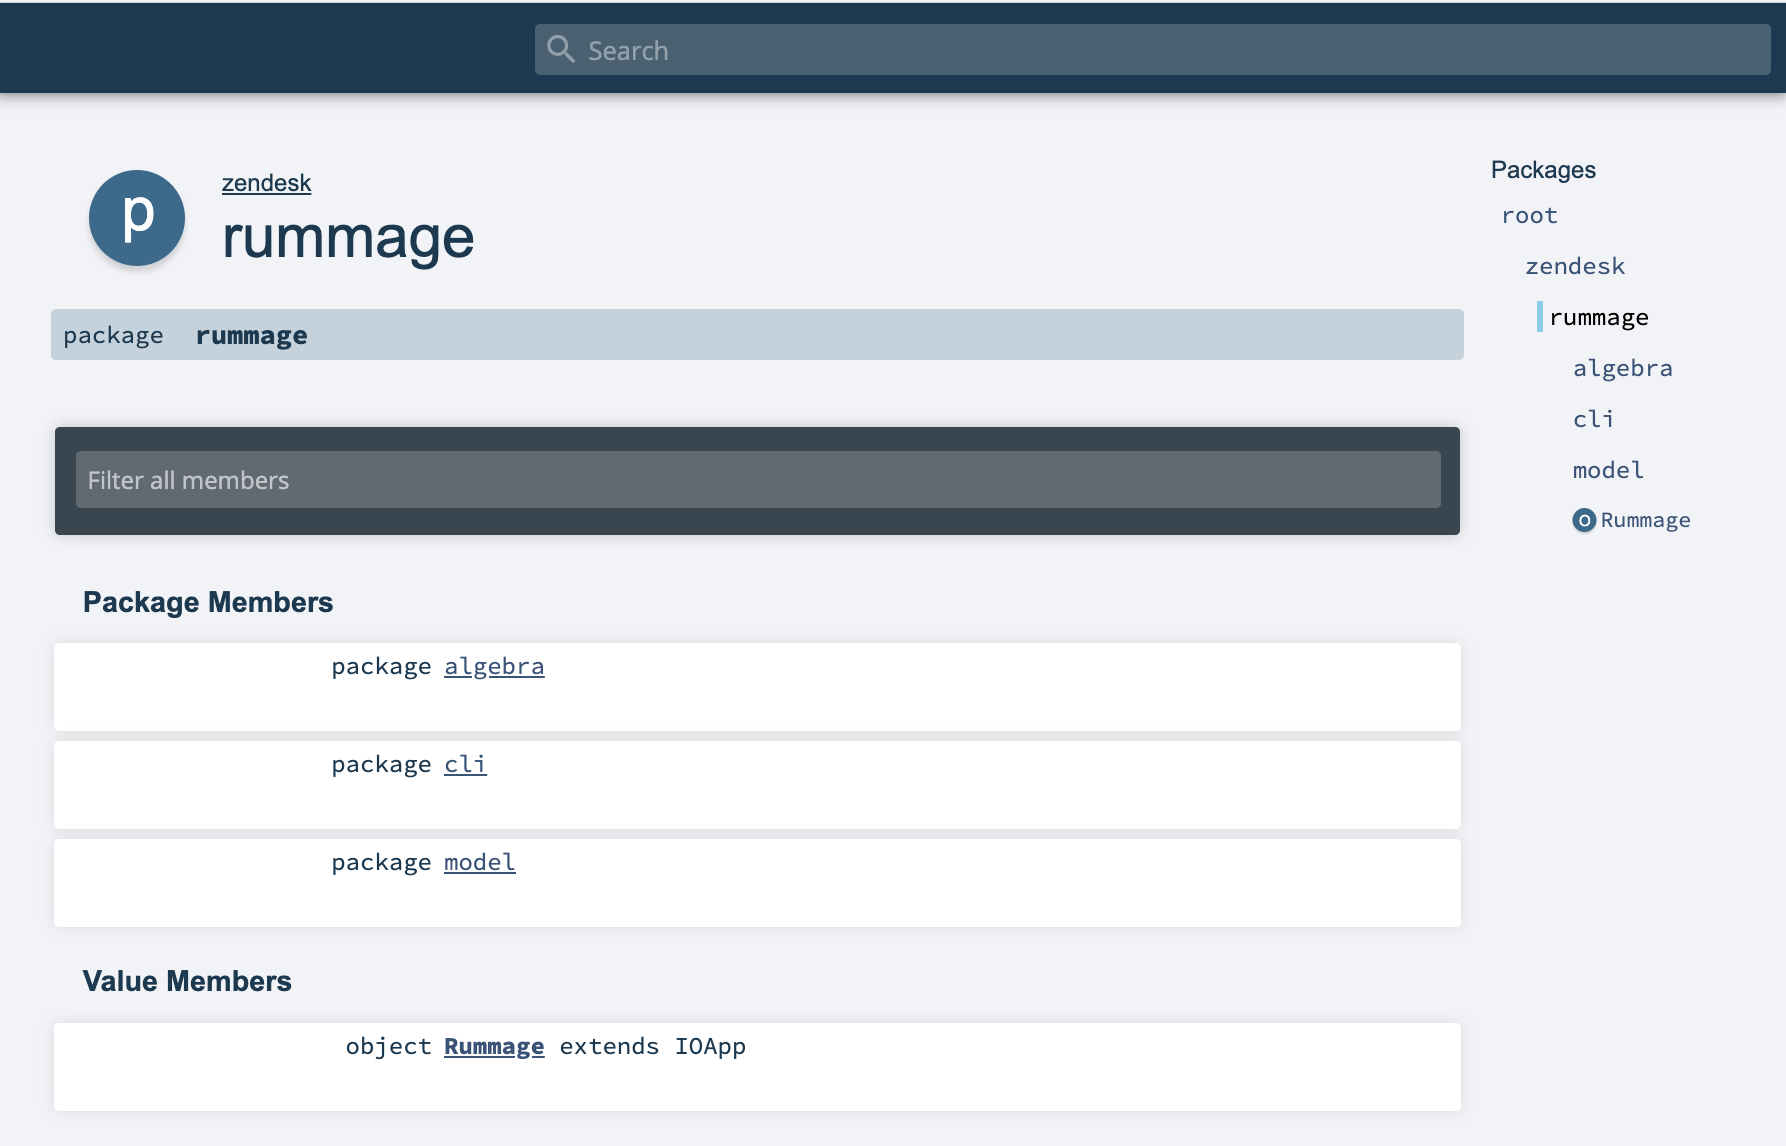 Search
p
zendesk
rummage
package rummage
Filter all members
Package Members
package algebra
package cli
package model
Value Members
object Rummage extends IOApp
Packages
root
zendesk
rummage
algebra
cli
model
O Rummage